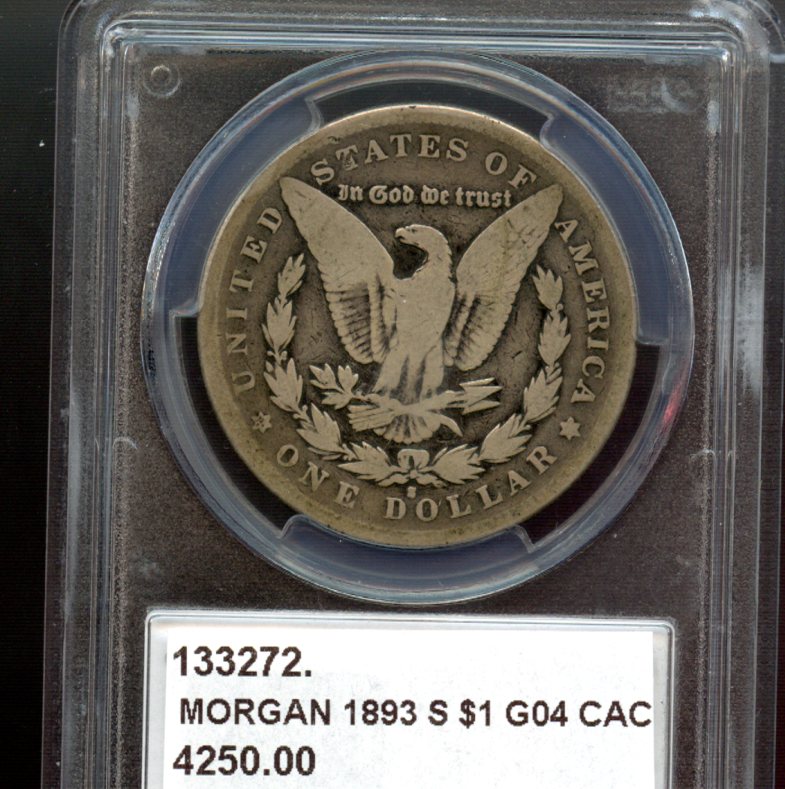 UNITED STATES OF AMERICA
In God we trust
ONE DOLLAR
S
133272.
MORGAN 1893 S $1 G04 CAC
4250.00